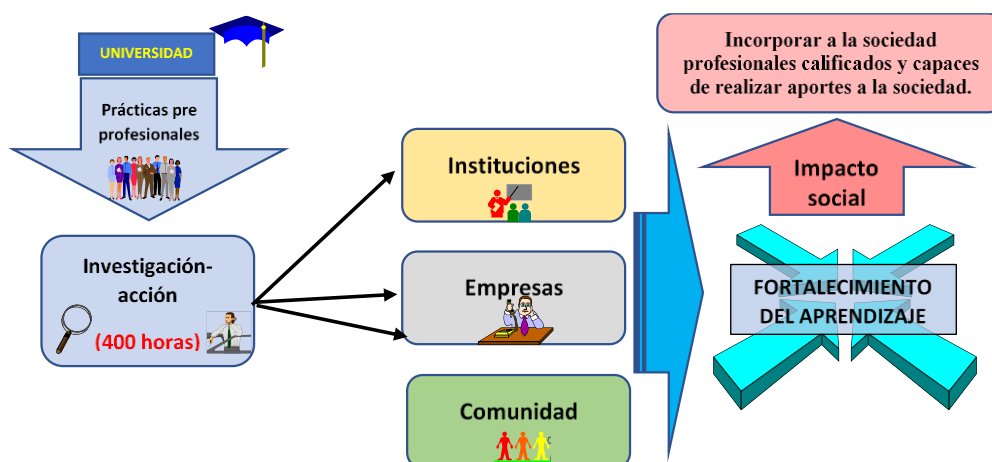 UNIVERSIDAD
Prácticas pre
profesionales
Investigación-
acción
(400 horas)
Instituciones
Empresas
Comunidad
Incorporar a la sociedad
profesionales calificados y capaces
de realizar aportes a la sociedad.
Impacto
social
FORTALECIMIENTO
DEL APRENDIZAJE